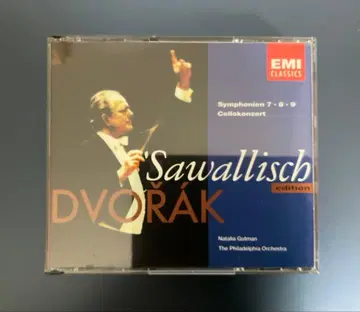 EMI
CLASSICS
Symphonien 7 • 8 • 9
Cellokonzert
Sawallisch
edition
DVOŘÁK
Natalia Gutman
The Philadelphia Orchestra